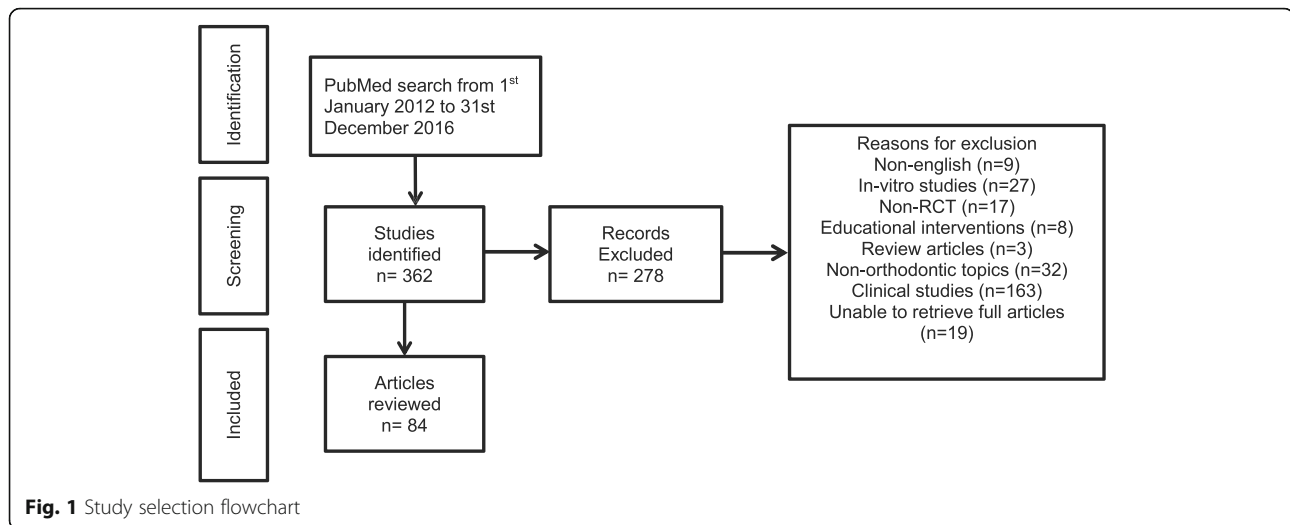 Identification
PubMed search from 1st
January 2012 to 31st
December 2016
Screening
Studies
identified
n= 362
Records
Excluded
n= 278
Reasons for exclusion
Non-english (n=9)
In-vitro studies (n=27)
Non-RCT (n=17)
Educational interventions (n=8)
Review articles (n=3)
Non-orthodontic topics (n=32)
Clinical studies (n=163)
Unable to retrieve full articles
(n=19)
Included
Articles
reviewed
n= 84
Fig. 1 Study selection flowchart